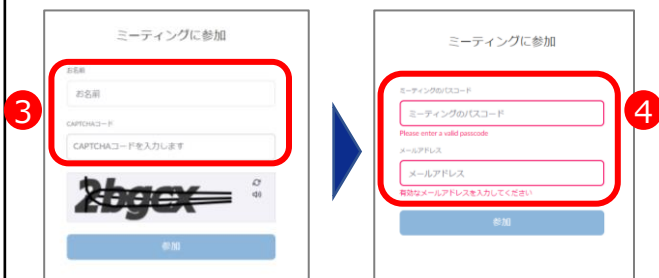 ミーティングに参加
お名前
お名前
CAPTCHAコード
CAPTCHAコードを入力します
2bgcx
参加
3
ミーティングに参加
ミーティングのパスコード
ミーティングのパスコード
Please enter a valid passcode
メールアドレス
メールアドレス
有効なメールアドレスを入力してください
参加
4